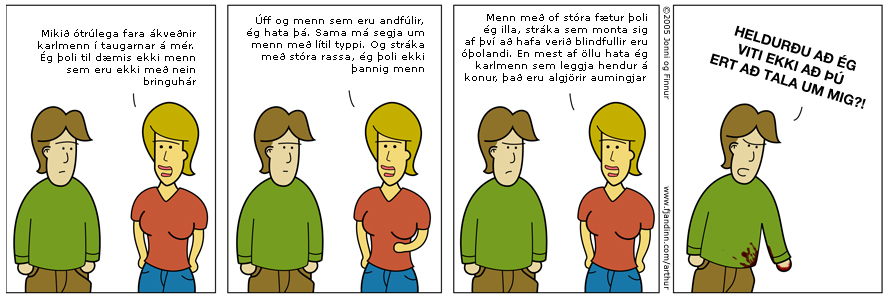 Mikið ótrúlega fara ákveðnir
karlmenn í taugarnar á mér.
Ég þoli til dæmis ekki menn
sem eru ekki með nein
bringuhár
Úff og menn sem eru andfúlir,
ég hata þá. Sama má segja um
menn með lítil typpi. Og stráka
með stóra rassa, ég þoli ekki
þannig menn
Menn með of stóra fætur þoli
ég illa, stráka sem monta sig
af því að hafa verið blindfullir eru
óþolandi. En mest af öllu hata ég
karlmenn sem leggja hendur á
konur, það eru algjörir aumingjar
©2005 Jonni og Finnur
www.fjandinn.com/arthur
HELDURÐU AÐ ÉG
VITI EKKI AÐ ÞÚ
ERT AÐ TALA UM MIG?!